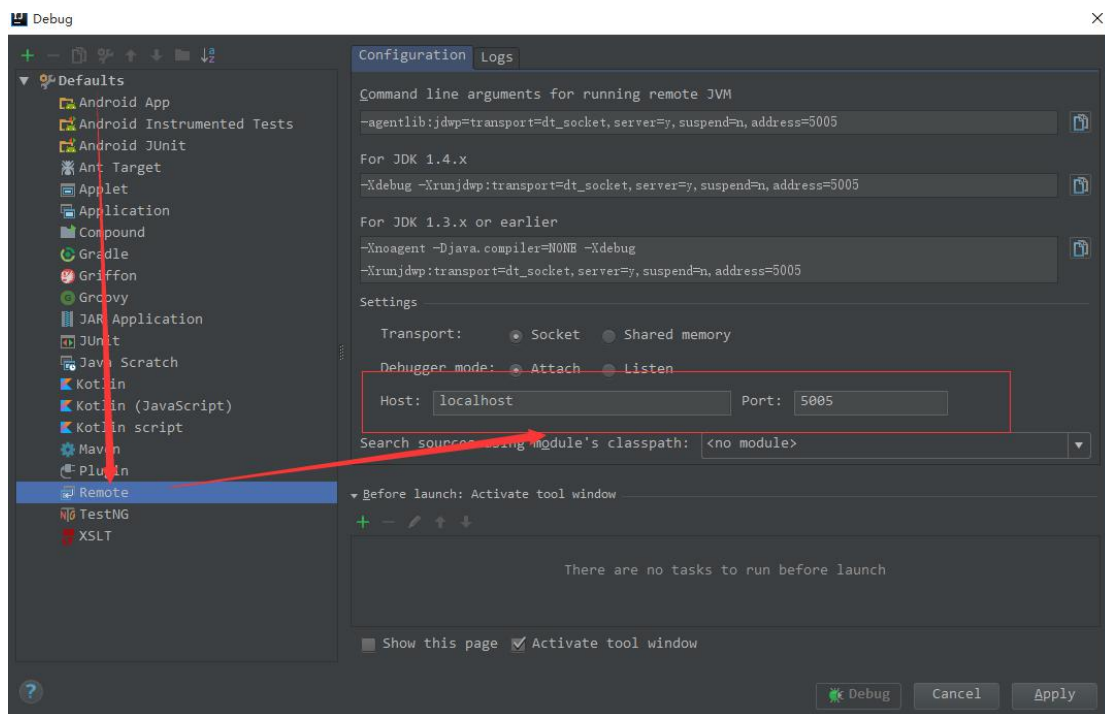 Debug
Defaults
Android App
Android Instrumented Tests
Android JUnit
Ant Target
Applet
Application
Compound
Gradle
Griffon
Groovy
JAR Application
JUnit
Java Scratch
Kotlin
Kotlin (JavaScript)
Kotlin script
Maven
Plugin
Remote
TestNG
XSLT
Configuration Logs
Command line arguments for running remote JVM
-agentlib:jdwp=transport=dt_socket,server=y,suspend=n,address=5005
For JDK 1.4.x
-Xdebug -Xrunjdwp:transport=dt_socket,server=y,suspend=n,address=5005
For JDK 1.3.x or earlier
-Xnoagent -Djava.compiler=NONE -Xdebug
-Xrunjdwp:transport=dt_socket,server=y,suspend=n,address=5005
Settings
Transport: Socket Shared memory
Debugger mode: Attach Listen
Host: localhost Port: 5005
Search sources using module's classpath: <no module>
Before launch: Activate tool window
There are no tasks to run before launch
Show this page Activate tool window
? Debug Cancel Apply